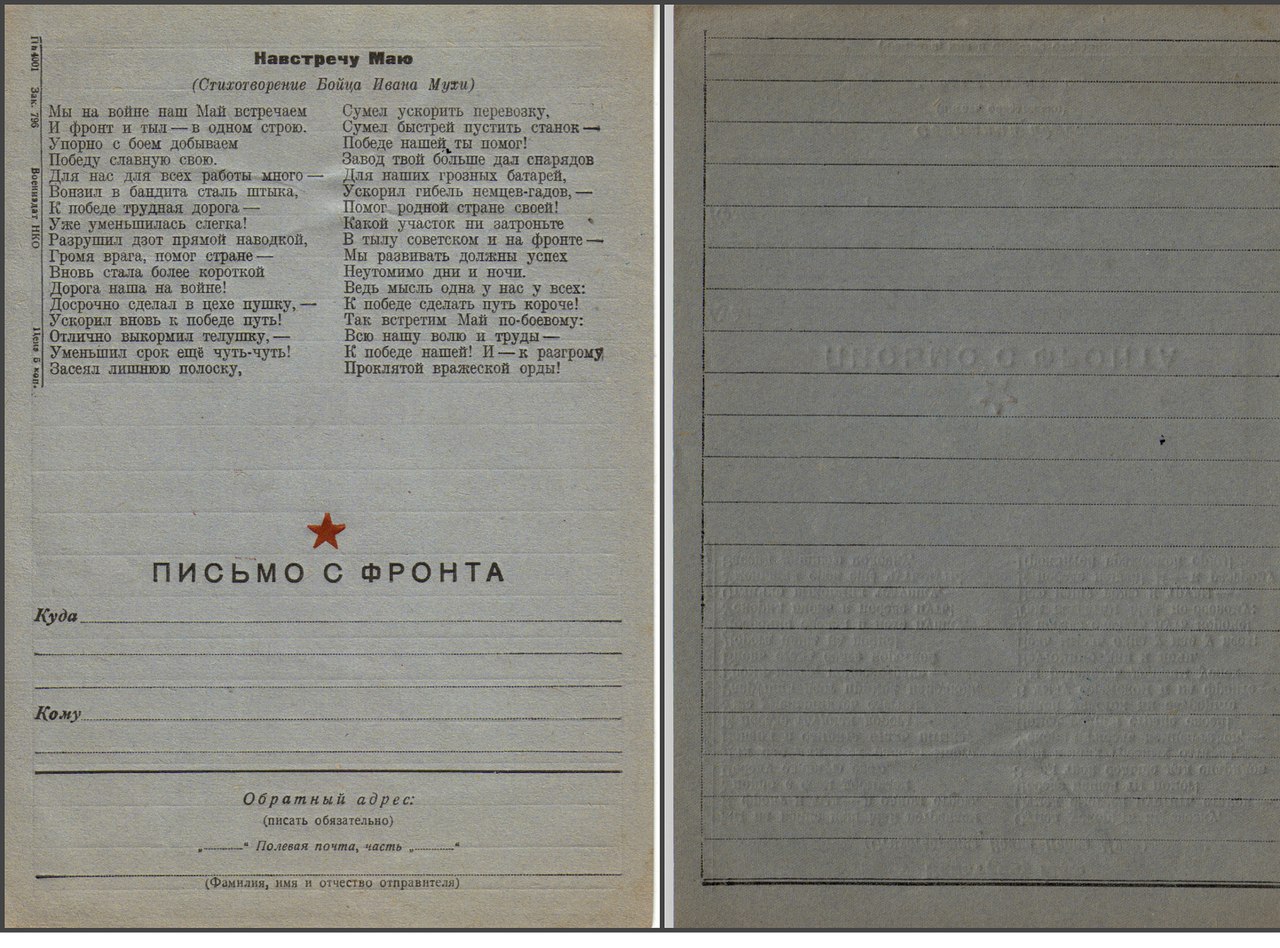 Навстречу Маю
(Стихотворение Бойца Ивана Мухи)
Мы на войне наш Май встречаем
И фронт и тыл — в одном строю.
Упорно с боем добываем
Победу славную свою.
Для нас для всех работы много —
Вонзил в бандита сталь штыка,
К победе трудная дорога —
Уже уменьшилась слегка!
Разрушил дзот прямой наводкой,
Громя врага, помог стране —
Вновь стала более короткой
Дорога наша на войне!
Досрочно сделал в цехе пушку, —
Ускорил вновь к победе путь!
Отлично выкормил телушку, —
Уменьшил срок ещё чуть-чуть!
Засеял лишнюю полоску,
Сумел ускорить перевозку,
Сумел быстрей пустить станок —
Победе нашей ты помог!
Завод твой больше дал снарядов
Для наших грозных батарей,
Ускорил гибель немцев-гадов, —
Помог родной стране своей!
Какой участок ни затроньте
В тылу советском и на фронте —
Мы развивать должны успех
Неутомимо дни и ночи.
Ведь мысль одна у нас у всех:
К победе сделать путь короче!
Так встретим Май по-боевому:
Всю нашу волю и труды —
К победе нашей! И — к разгрому
Проклятой вражеской орды!
Зак. 796
Воениздат НКО
Цена 5 коп.
ПИСЬМО С ФРОНТА
Куда
Кому
Обратный адрес:
(писать обязательно)
„ “ Полевая почта, часть „ “
(Фамилия, имя и отчество отправителя)